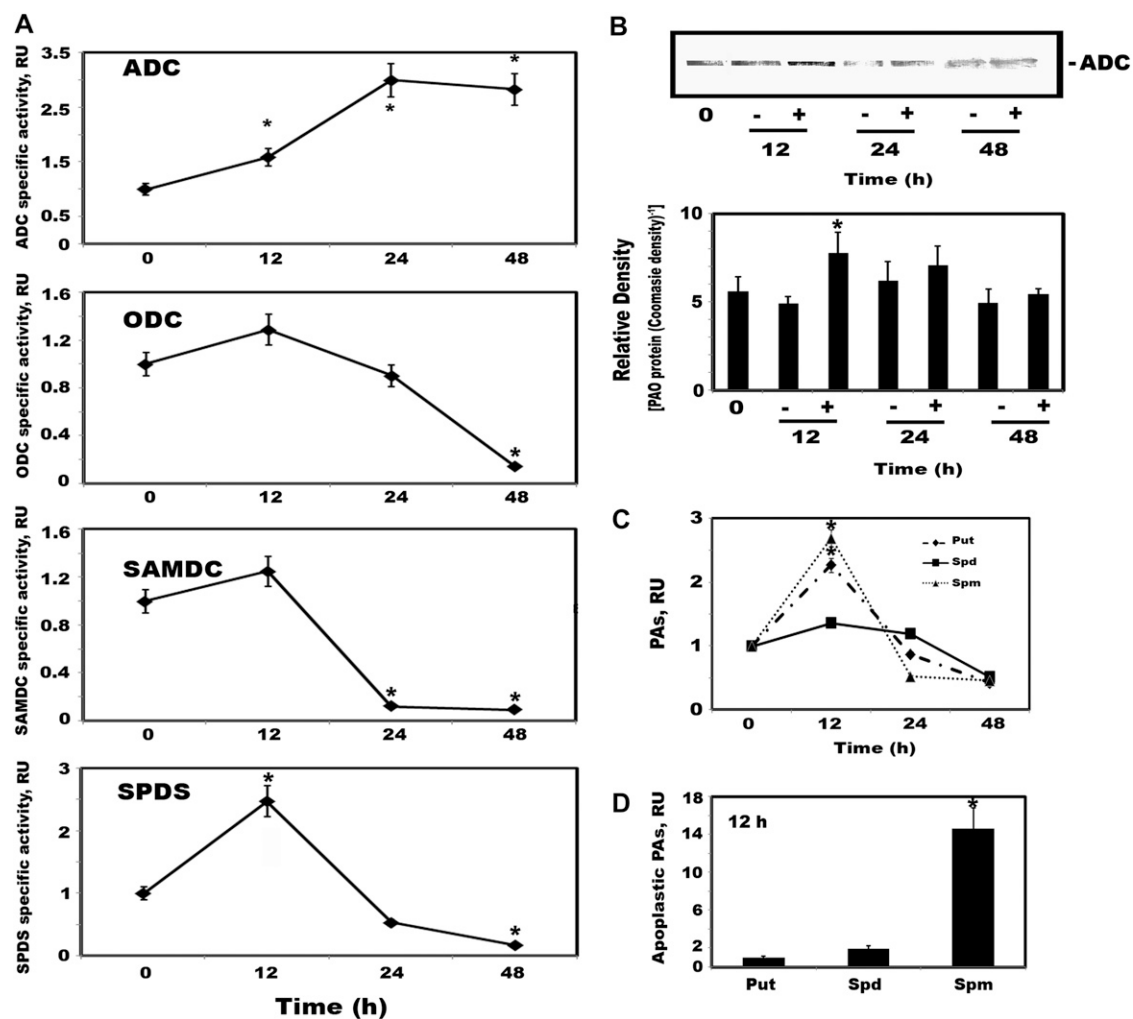 A
ADC specific activity, RU
3.5
2.5
1.5
0.5
ADC
*
*
*
0 12 24 48
ODC specific activity, RU
1.6
1.2
0.8
0.4
0
ODC
*
0 12 24 48
SAMDC specific activity, RU
1.6
1.2
0.8
0.4
0
SAMDC
* *
0 12 24 48
SPDS specific activity, RU
3
2
1
0
SPDS
*
*
0 12 24 48
Time (h)
B
- ADC
0 - + - + - +
12 24 48
Time (h)
Relative Density
[PAO protein (Coomasie density)⁻¹]
10
5
0
*
0 - + - + - +
12 24 48
Time (h)
C
PAs, RU
3
2
1
0
*
*
Put
Spd
Spm
0 12 24 48
Time (h)
D
Apoplastic PAs, RU
18
14
6
2
0
12 h
*
Put Spd Spm